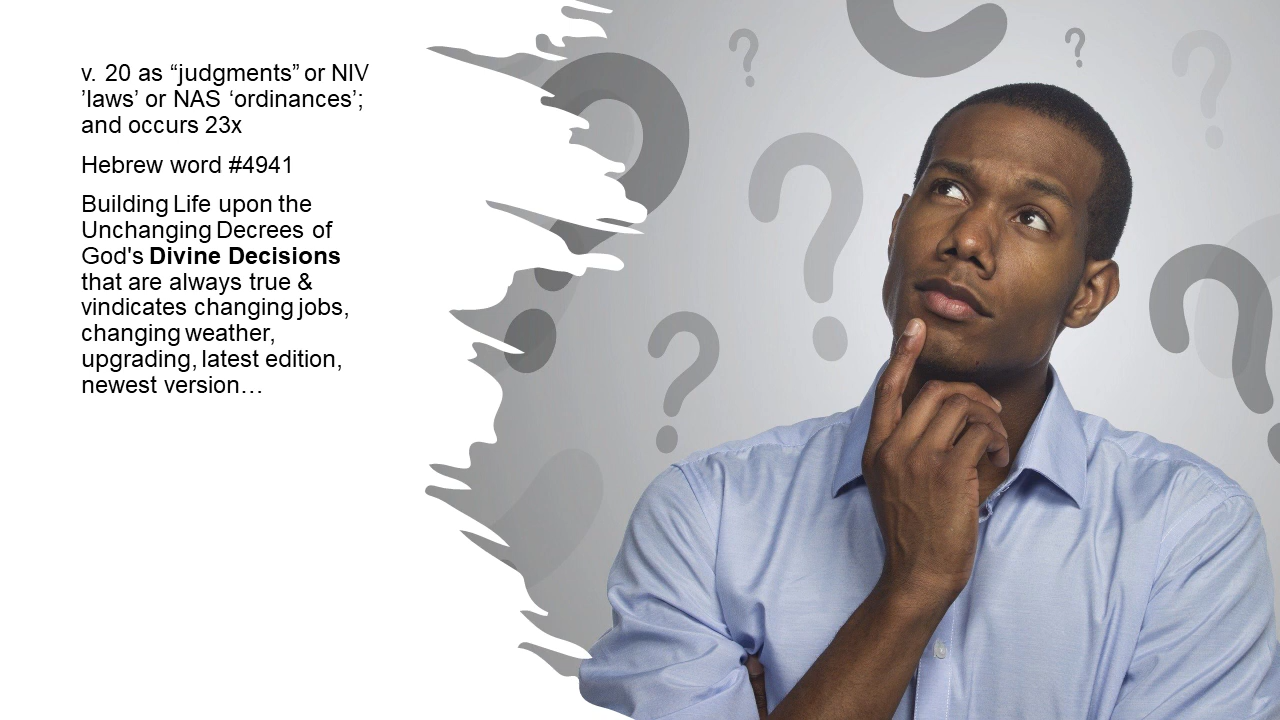 v. 20 as “judgments” or NIV
’laws’ or NAS ‘ordinances’;
and occurs 23x
Hebrew word #4941
Building Life upon the
Unchanging Decrees of
God's Divine Decisions
that are always true &
vindicates changing jobs,
changing weather,
upgrading, latest edition,
newest version…